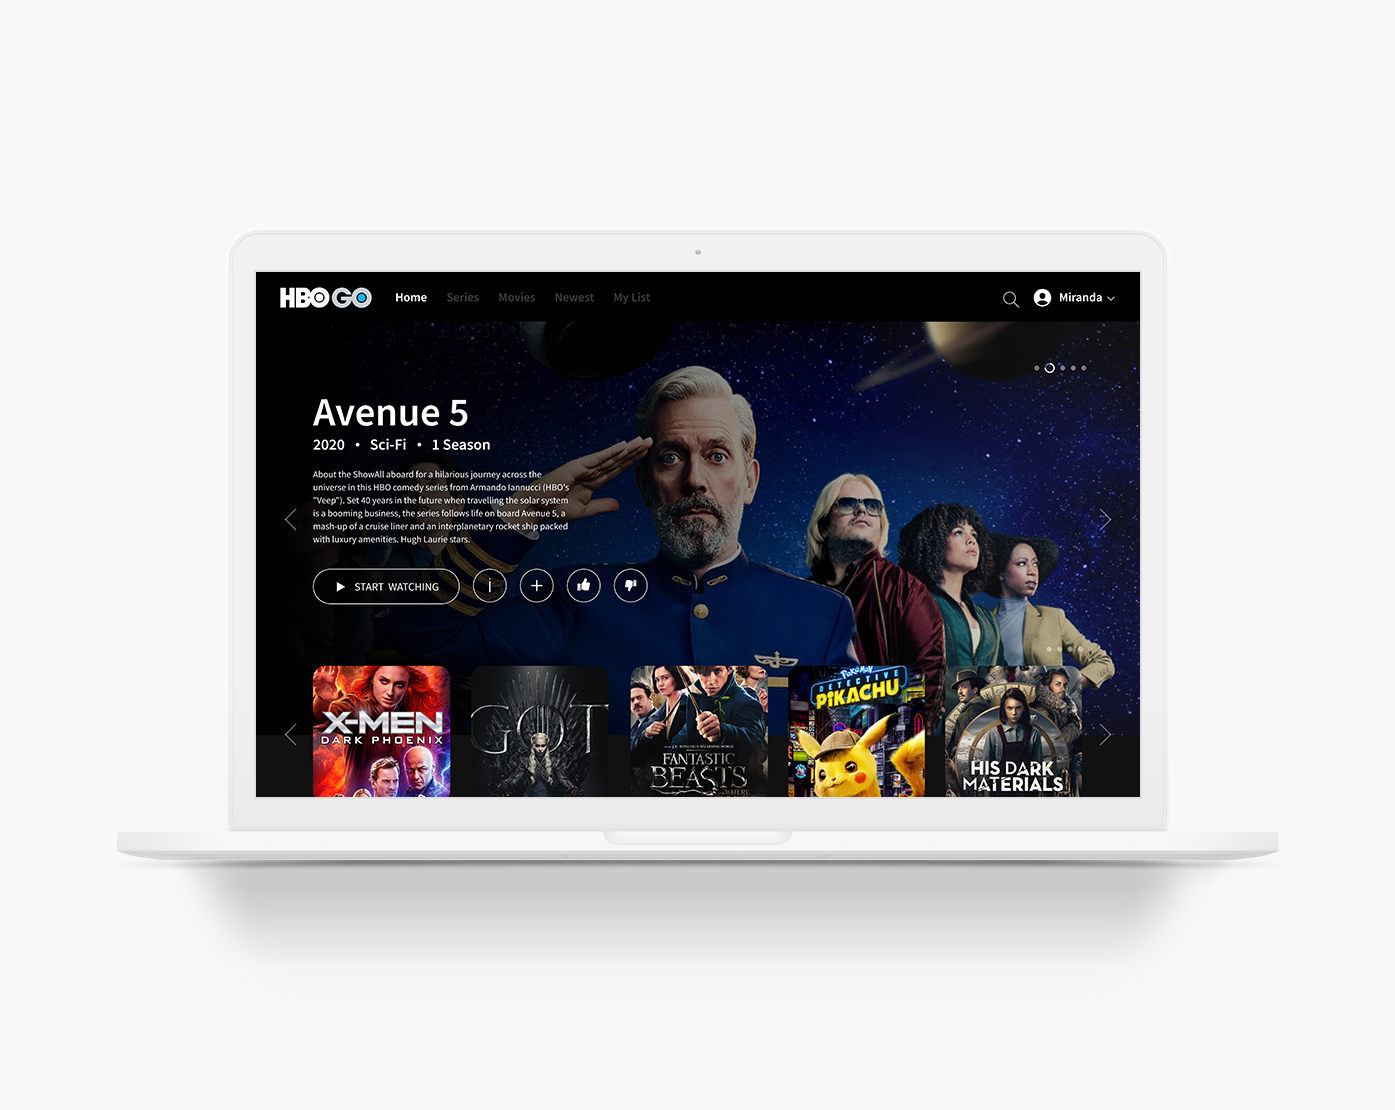 HBO GO Home Series Movies Newest My List Miranda
Avenue 5
2020 • Sci-Fi • 1 Season
About the ShowAll aboard for a hilarious journey across the
universe in this HBO comedy series from Armando Iannucci (HBO's
"Veep"). Set 40 years in the future when travelling the solar system
is a booming business, the series follows life on board Avenue 5, a
mash-up of a cruise liner and an interplanetary rocket ship packed
with luxury amenities. Hugh Laurie stars.
START WATCHING
X-MEN
DARK PHOENIX
GOT
J.K. ROWLING'S WIZARDING WORLD
FANTASTIC
BEASTS
WHERE
POKÉMON
DETECTIVE
PIKACHU
HIS DARK
MATERIALS